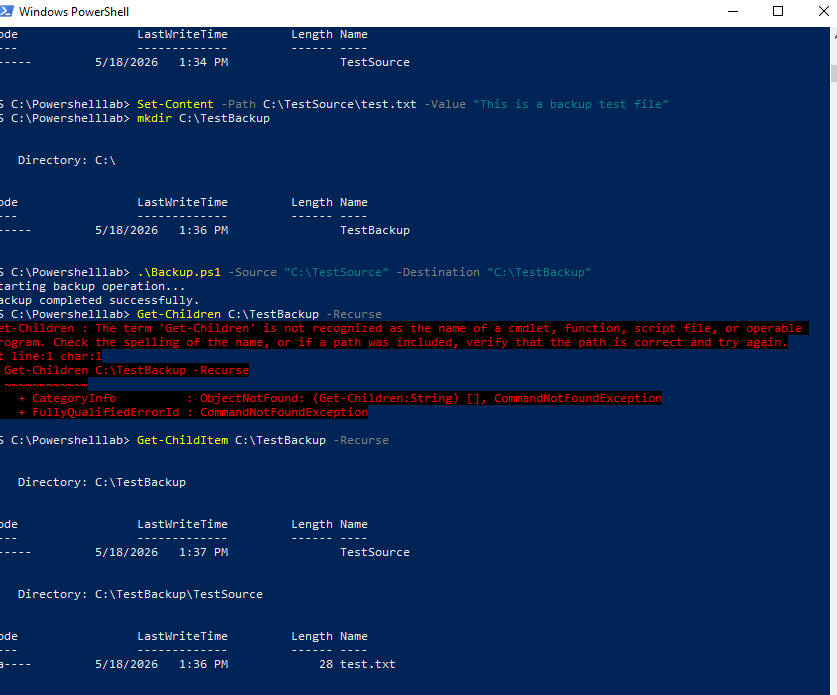 Windows PowerShell
ode                LastWriteTime         Length Name
---                -------------         ------ ----
-----         5/18/2026   1:34 PM                TestSource
S C:\Powershelllab> Set-Content -Path C:\TestSource\test.txt -Value "This is a backup test file"
S C:\Powershelllab> mkdir C:\TestBackup
Directory: C:\
ode                LastWriteTime         Length Name
---                -------------         ------ ----
-----         5/18/2026   1:36 PM                TestBackup
S C:\Powershelllab> .\Backup.ps1 -Source "C:\TestSource" -Destination "C:\TestBackup"
tarting backup operation...
ackup completed successfully.
S C:\Powershelllab> Get-Children C:\TestBackup -Recurse
et-Children : The term 'Get-Children' is not recognized as the name of a cmdlet, function, script file, or operable
rogram. Check the spelling of the name, or if a path was included, verify that the path is correct and try again.
t line:1 char:1
Get-Children C:\TestBackup -Recurse
~~~~~~~~~~~~
+ CategoryInfo          : ObjectNotFound: (Get-Children:String) [], CommandNotFoundException
+ FullyQualifiedErrorId : CommandNotFoundException
S C:\Powershelllab> Get-ChildItem C:\TestBackup -Recurse
Directory: C:\TestBackup
ode                LastWriteTime         Length Name
---                -------------         ------ ----
-----         5/18/2026   1:37 PM                TestSource
Directory: C:\TestBackup\TestSource
ode                LastWriteTime         Length Name
---                -------------         ------ ----
a----         5/18/2026   1:36 PM             28 test.txt